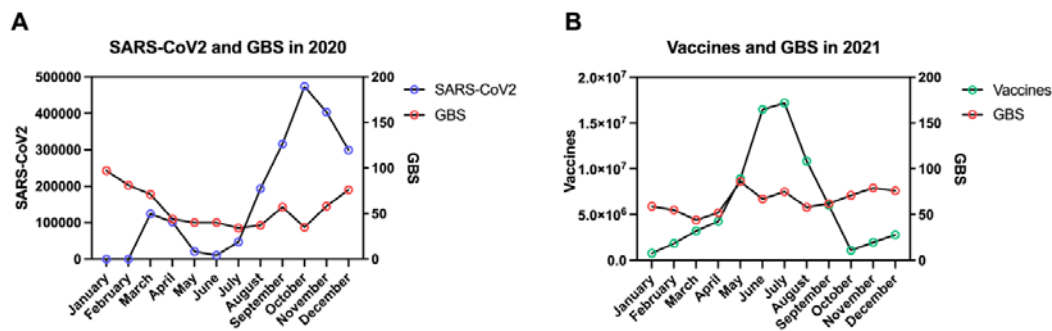 A
SARS-CoV2 and GBS in 2020
500000
400000
300000
200000
100000
0
SARS-CoV2
200
150
100
50
0
GBS
SARS-CoV2
GBS
January
February
March
April
May
June
July
August
September
October
November
December
B
Vaccines and GBS in 2021
2.0×10⁷
1.5×10⁷
1.0×10⁷
5.0×10⁶
0.0
Vaccines
200
150
100
50
0
GBS
Vaccines
GBS
January
February
March
April
May
June
July
August
September
October
November
December